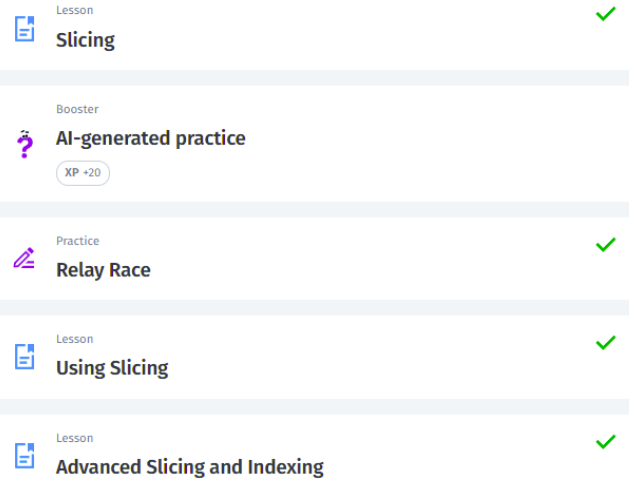 Lesson
Slicing
Booster
AI-generated practice
XP +20
Practice
Relay Race
Lesson
Using Slicing
Lesson
Advanced Slicing and Indexing